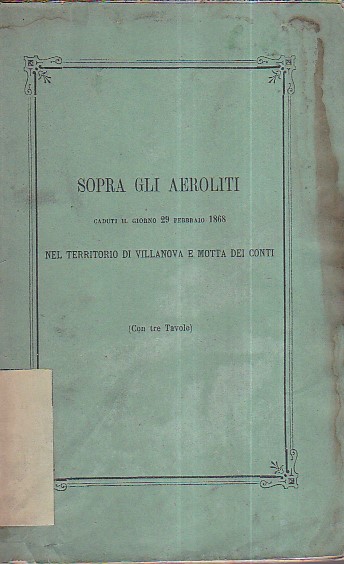 SOPRA GLI AEROLITI
CADUTI IL GIORNO 29 FEBBRAIO 1868
NEL TERRITORIO DI VILLANOVA E MOTTA DEI CONTI
(Con tre Tavole)